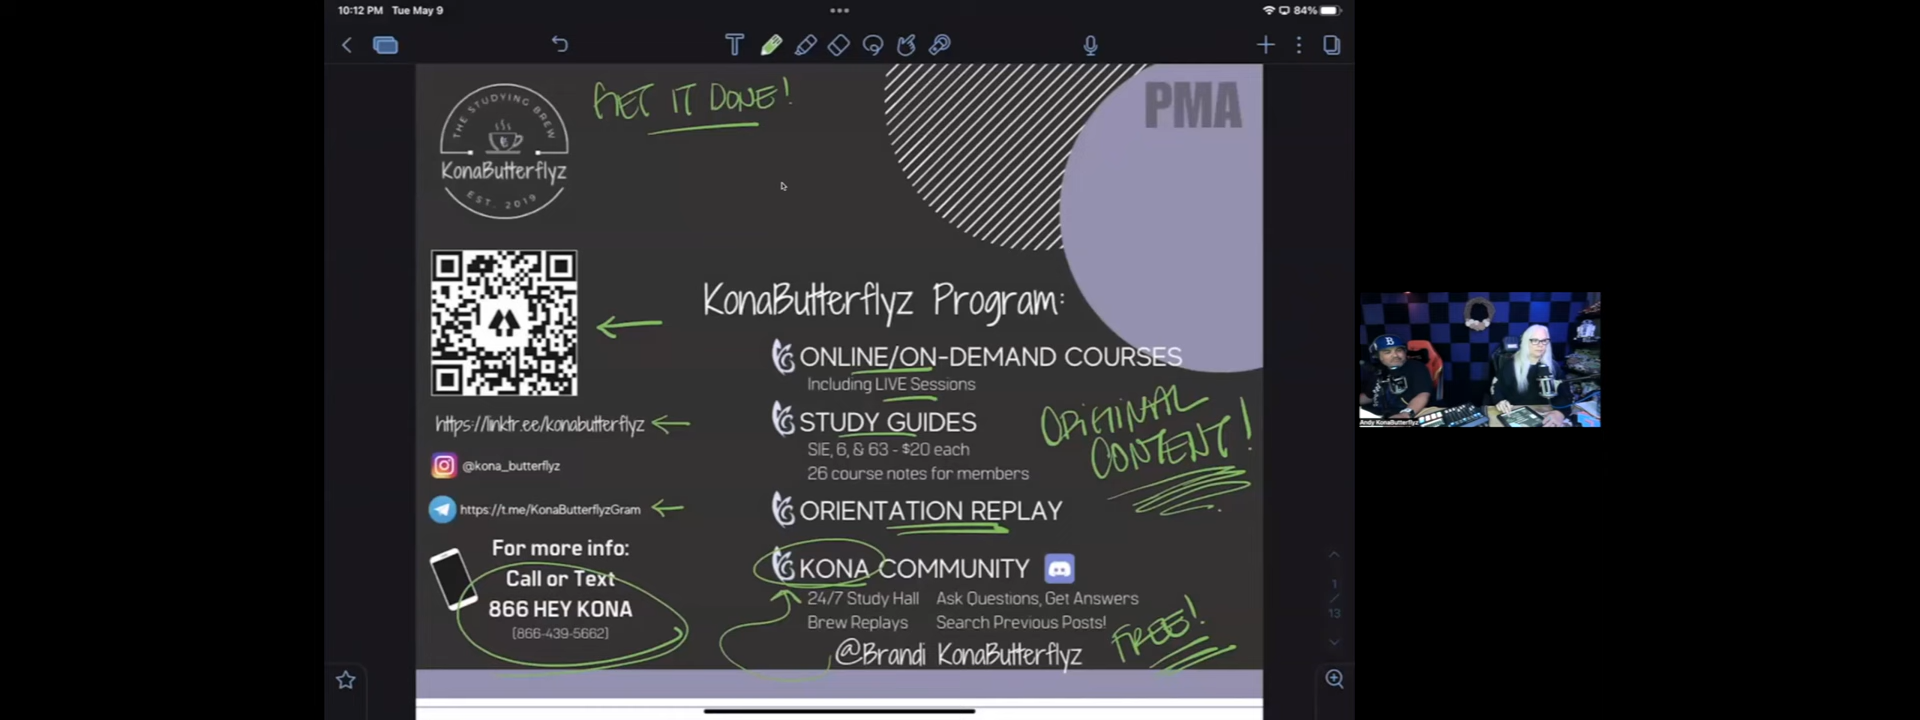 10:12 PM Tue May 9
84%
GET IT DONE!
PMA
THE STUDYING BREW
KonaButterflyz
EST. 2019
KonaButterflyz Program:
ONLINE/ON-DEMAND COURSES
Including LIVE Sessions
STUDY GUIDES
SIE, 6, & 63 - $20 each
26 course notes for members
ORIGINAL
CONTENT!
ORIENTATION REPLAY
KONA COMMUNITY
24/7 Study Hall Ask Questions, Get Answers
Brew Replays Search Previous Posts!
@Brandi KonaButterflyz
FREE!
https://linktr.ee/konabutterflyz
@kona_butterflyz
https://t.me/KonaButterflyzGram
For more info:
Call or Text
866 HEY KONA
(866-439-5662)
1
/
13
Andy KonaButterflyz